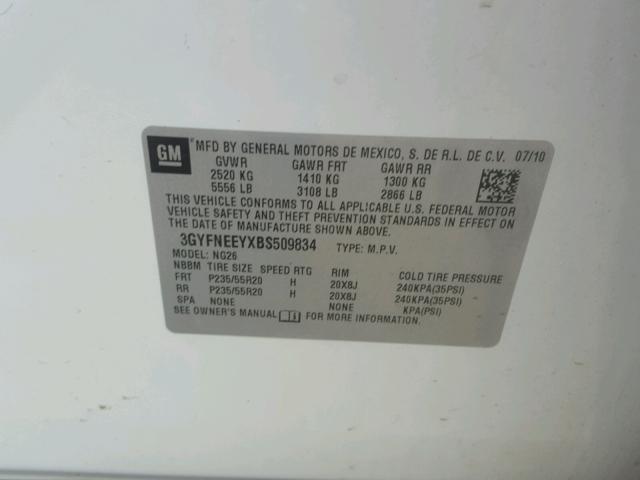 GM MFD BY GENERAL MOTORS DE MEXICO, S. DE R.L. DE C.V. 07/10
GVWR GAWR FRT GAWR RR
2520 KG 1410 KG 1300 KG
5556 LB 3108 LB 2866 LB
THIS VEHICLE CONFORMS TO ALL APPLICABLE U.S. FEDERAL MOTOR
VEHICLE SAFETY AND THEFT PREVENTION STANDARDS IN EFFECT ON
THE DATE OF MANUFACTURE SHOWN ABOVE.
3GYFNEEYXBS509834 TYPE: M.P.V.
MODEL: NG26
NBBM TIRE SIZE SPEED RTG RIM COLD TIRE PRESSURE
FRT P235/55R20 H 20X8J 240KPA(35PSI)
RR P235/55R20 H 20X8J 240KPA(35PSI)
SPA NONE NONE KPA(PSI)
SEE OWNER'S MANUAL FOR MORE INFORMATION.